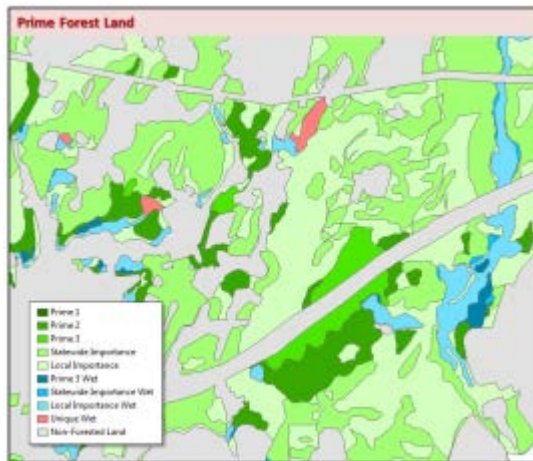 Prime Forest Land
Prime 1
Prime 2
Prime 3
Statewide Importance
Local Importance
Prime 3 Wet
Statewide Importance Wet
Local Importance Wet
Unique Wet
Non-Forested Land